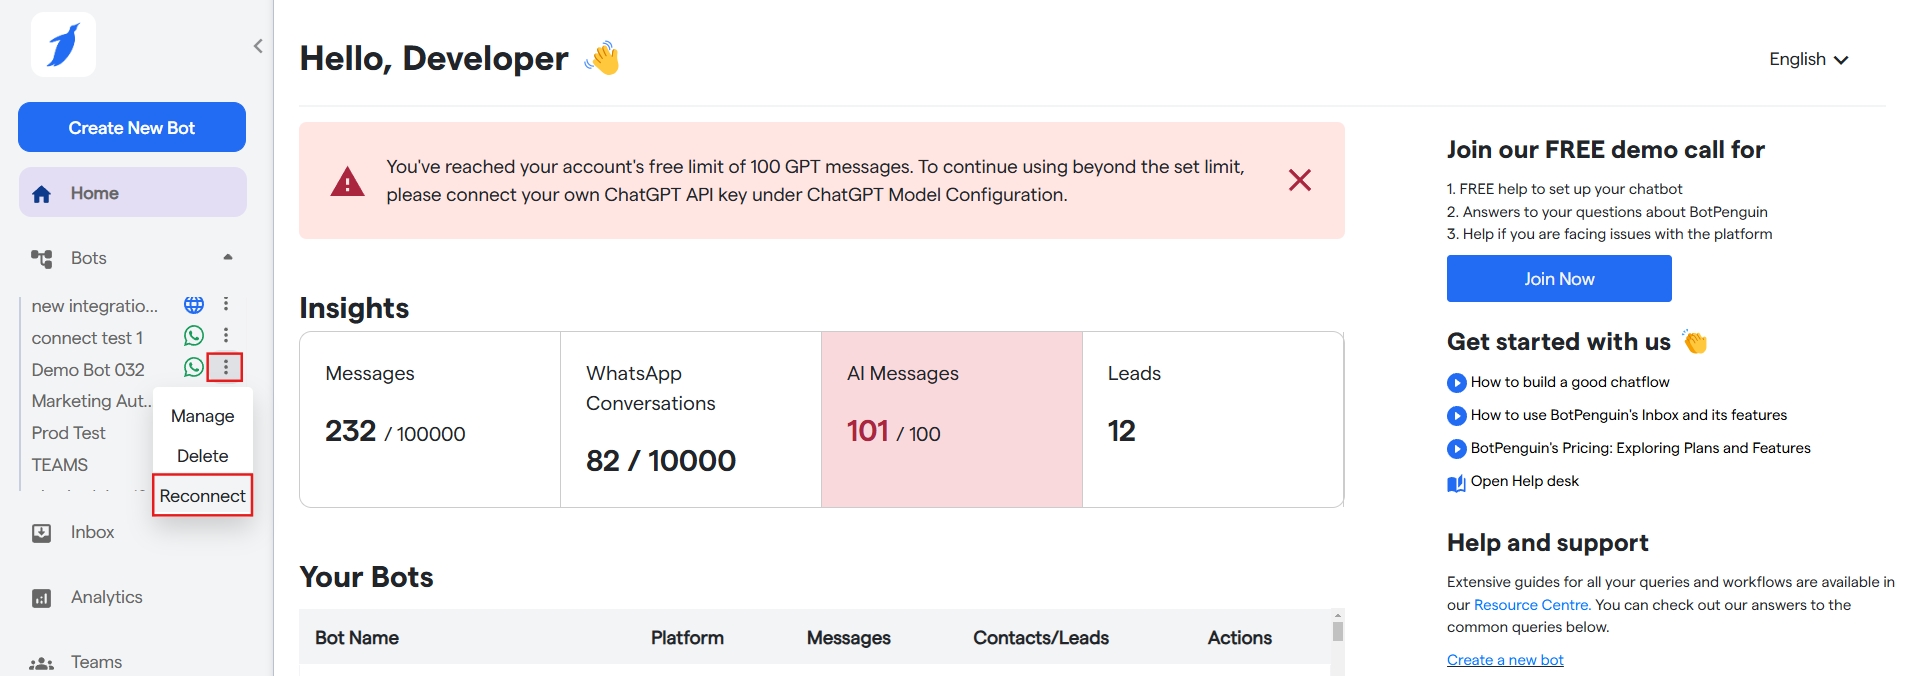 Create New Bot
Home
Bots
new integratio...
connect test 1
Demo Bot 032
Marketing Aut..
Prod Test
TEAMS
Manage
Delete
Reconnect
Inbox
Analytics
Teams
Hello, Developer
English
You've reached your account's free limit of 100 GPT messages. To continue using beyond the set limit,
please connect your own ChatGPT API key under ChatGPT Model Configuration.
Insights
Messages
232 / 100000
WhatsApp
Conversations
82 / 10000
AI Messages
101 / 100
Leads
12
Your Bots
Bot Name Platform Messages Contacts/Leads Actions
Join our FREE demo call for
1. FREE help to set up your chatbot
2. Answers to your questions about BotPenguin
3. Help if you are facing issues with the platform
Join Now
Get started with us
How to build a good chatflow
How to use BotPenguin's Inbox and its features
BotPenguin's Pricing: Exploring Plans and Features
Open Help desk
Help and support
Extensive guides for all your queries and workflows are available in
our Resource Centre. You can check out our answers to the
common queries below.
Create a new bot